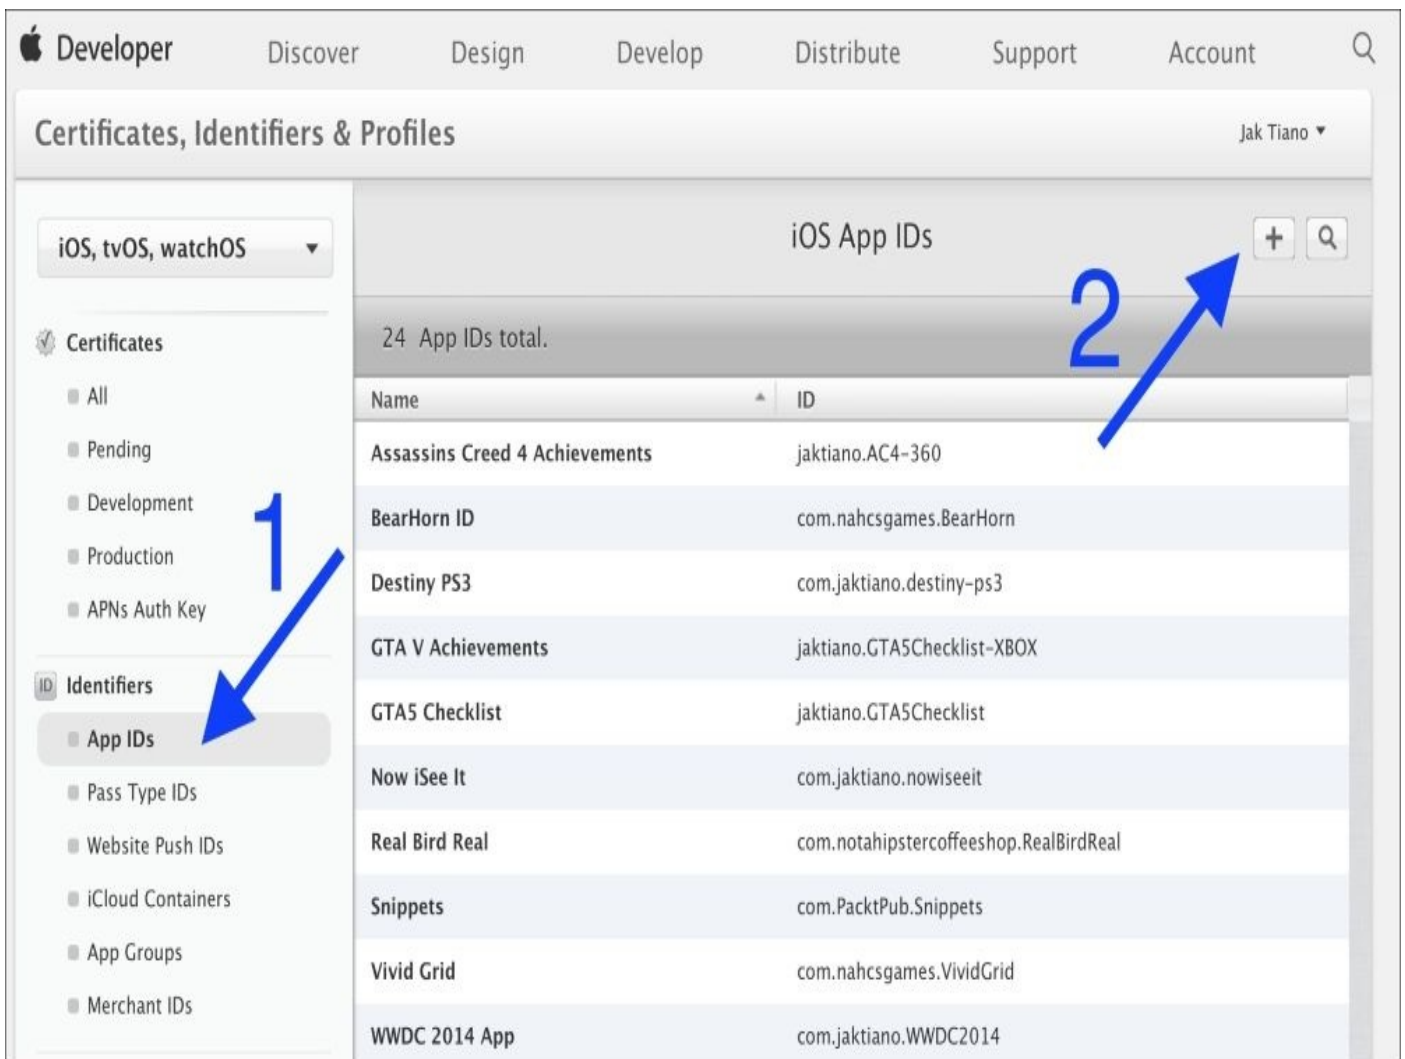 Developer Discover Design Develop Distribute Support Account
Certificates, Identifiers & Profiles
Jak Tiano
iOS, tvOS, watchOS
Certificates
All
Pending
Development
Production
APNs Auth Key
ID Identifiers
App IDs
Pass Type IDs
Website Push IDs
iCloud Containers
App Groups
Merchant IDs
1
iOS App IDs
2
24 App IDs total.
Name ID
Assassins Creed 4 Achievements jaktiano.AC4-360
BearHorn ID com.nahcsgames.BearHorn
Destiny PS3 com.jaktiano.destiny-ps3
GTA V Achievements jaktiano.GTA5Checklist-XBOX
GTA5 Checklist jaktiano.GTA5Checklist
Now iSee It com.jaktiano.nowiseeit
Real Bird Real com.notahipstercoffeeshop.RealBirdReal
Snippets com.PacktPub.Snippets
Vivid Grid com.nahcsgames.VividGrid
WWDC 2014 App com.jaktiano.WWDC2014